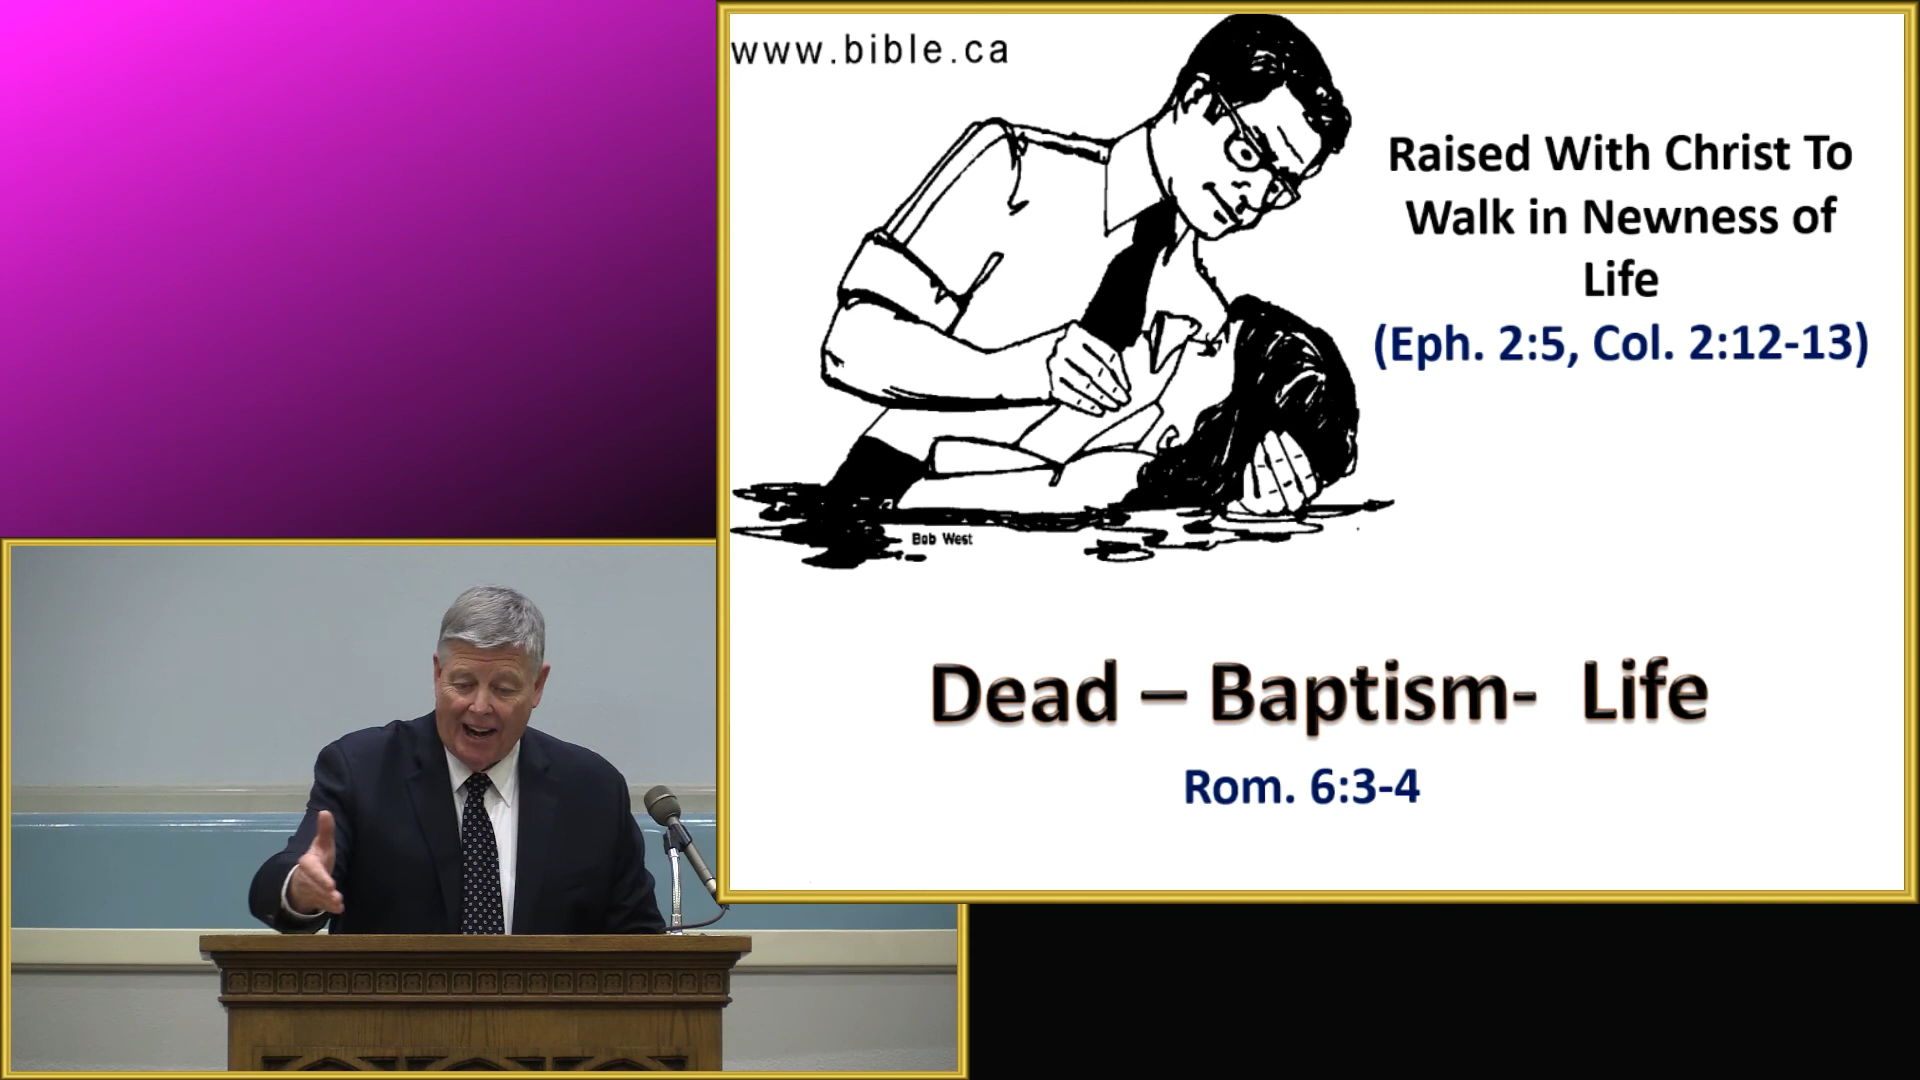 www.bible.ca
Raised With Christ To
Walk in Newness of
Life
(Eph. 2:5, Col. 2:12-13)
Bob West
Dead – Baptism- Life
Rom. 6:3-4